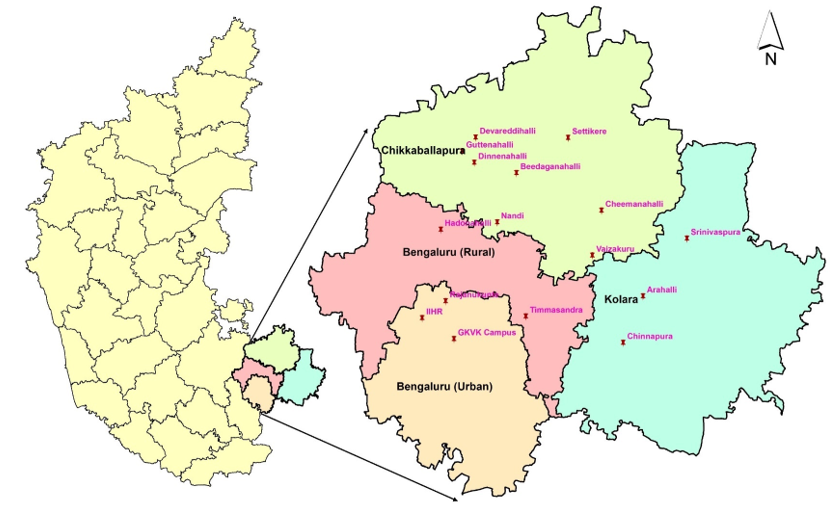 N
Devareddihalli
Settikere
Guttenahalli
Chikkaballapura
Dinnenahalli
Beedaganahalli
Cheemanahalli
Nandi
Srinivaspura
Bengaluru (Rural)
Vaizakuru
Arahalli
Kolara
IIHR
Timmasandra
GKVK Campus
Chinnapura
Bengaluru (Urban)